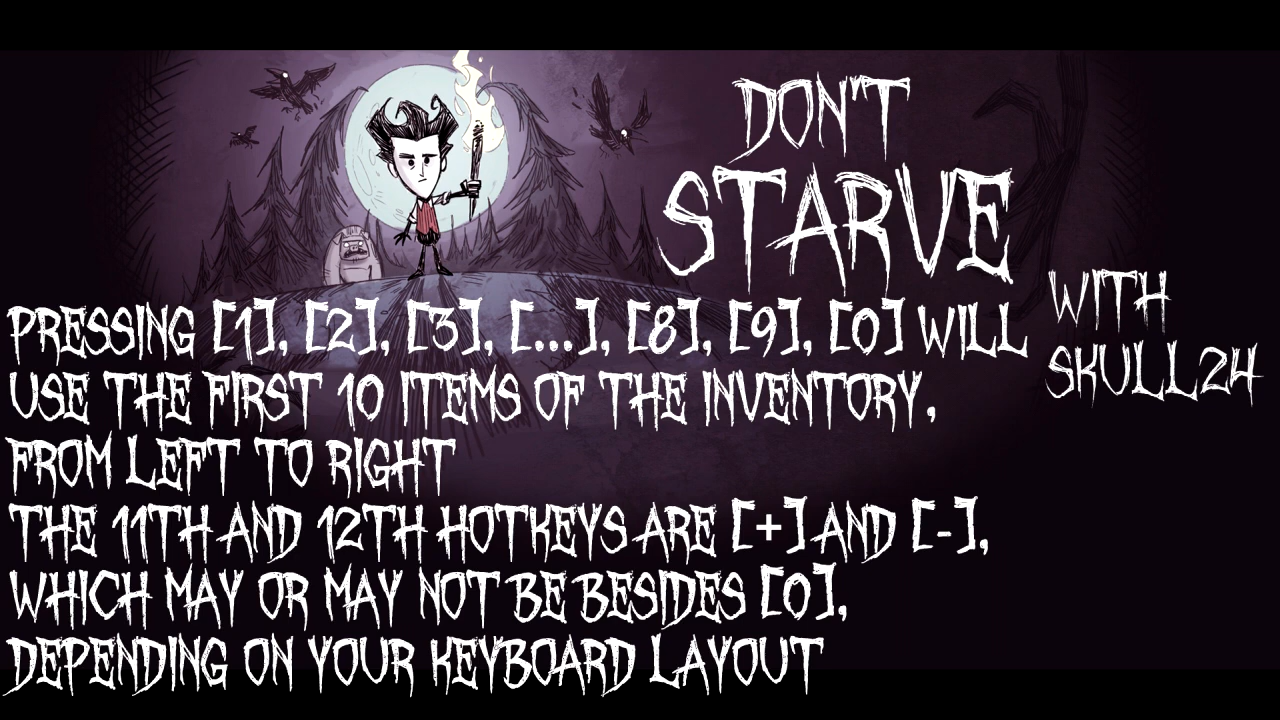 DON'T
STARVE
WITH
SKULL24
PRESSING [1], [2], [3], [...], [8], [9], [0] WILL
USE THE FIRST 10 ITEMS OF THE INVENTORY,
FROM LEFT TO RIGHT
THE 11TH AND 12TH HOTKEYS ARE [+] AND [-],
WHICH MAY OR MAY NOT BE BESIDES [0],
DEPENDING ON YOUR KEYBOARD LAYOUT